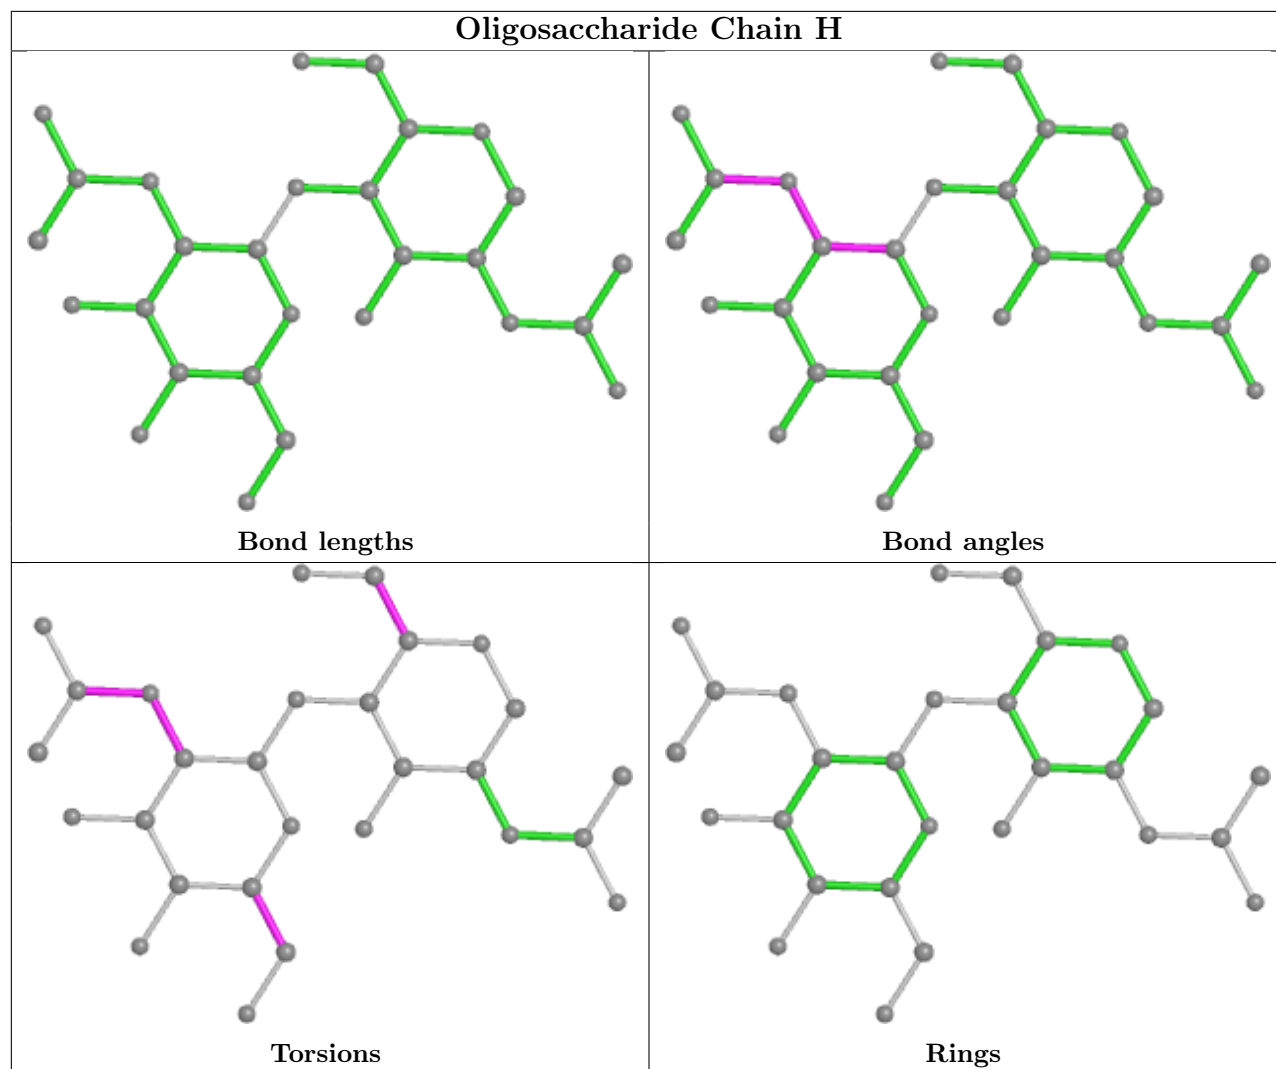 Oligosaccharide Chain H
Bond lengths
Bond angles
Torsions
Rings